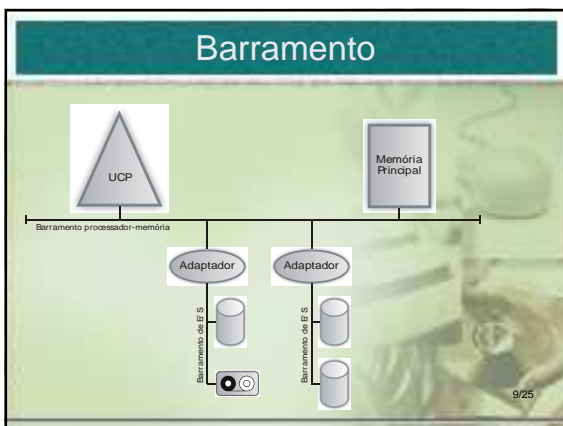 Barramento
UCP
Memória
Principal
Barramento processador-memória
Adaptador
Adaptador
Barramento de E/S
Barramento de E/S
9/25